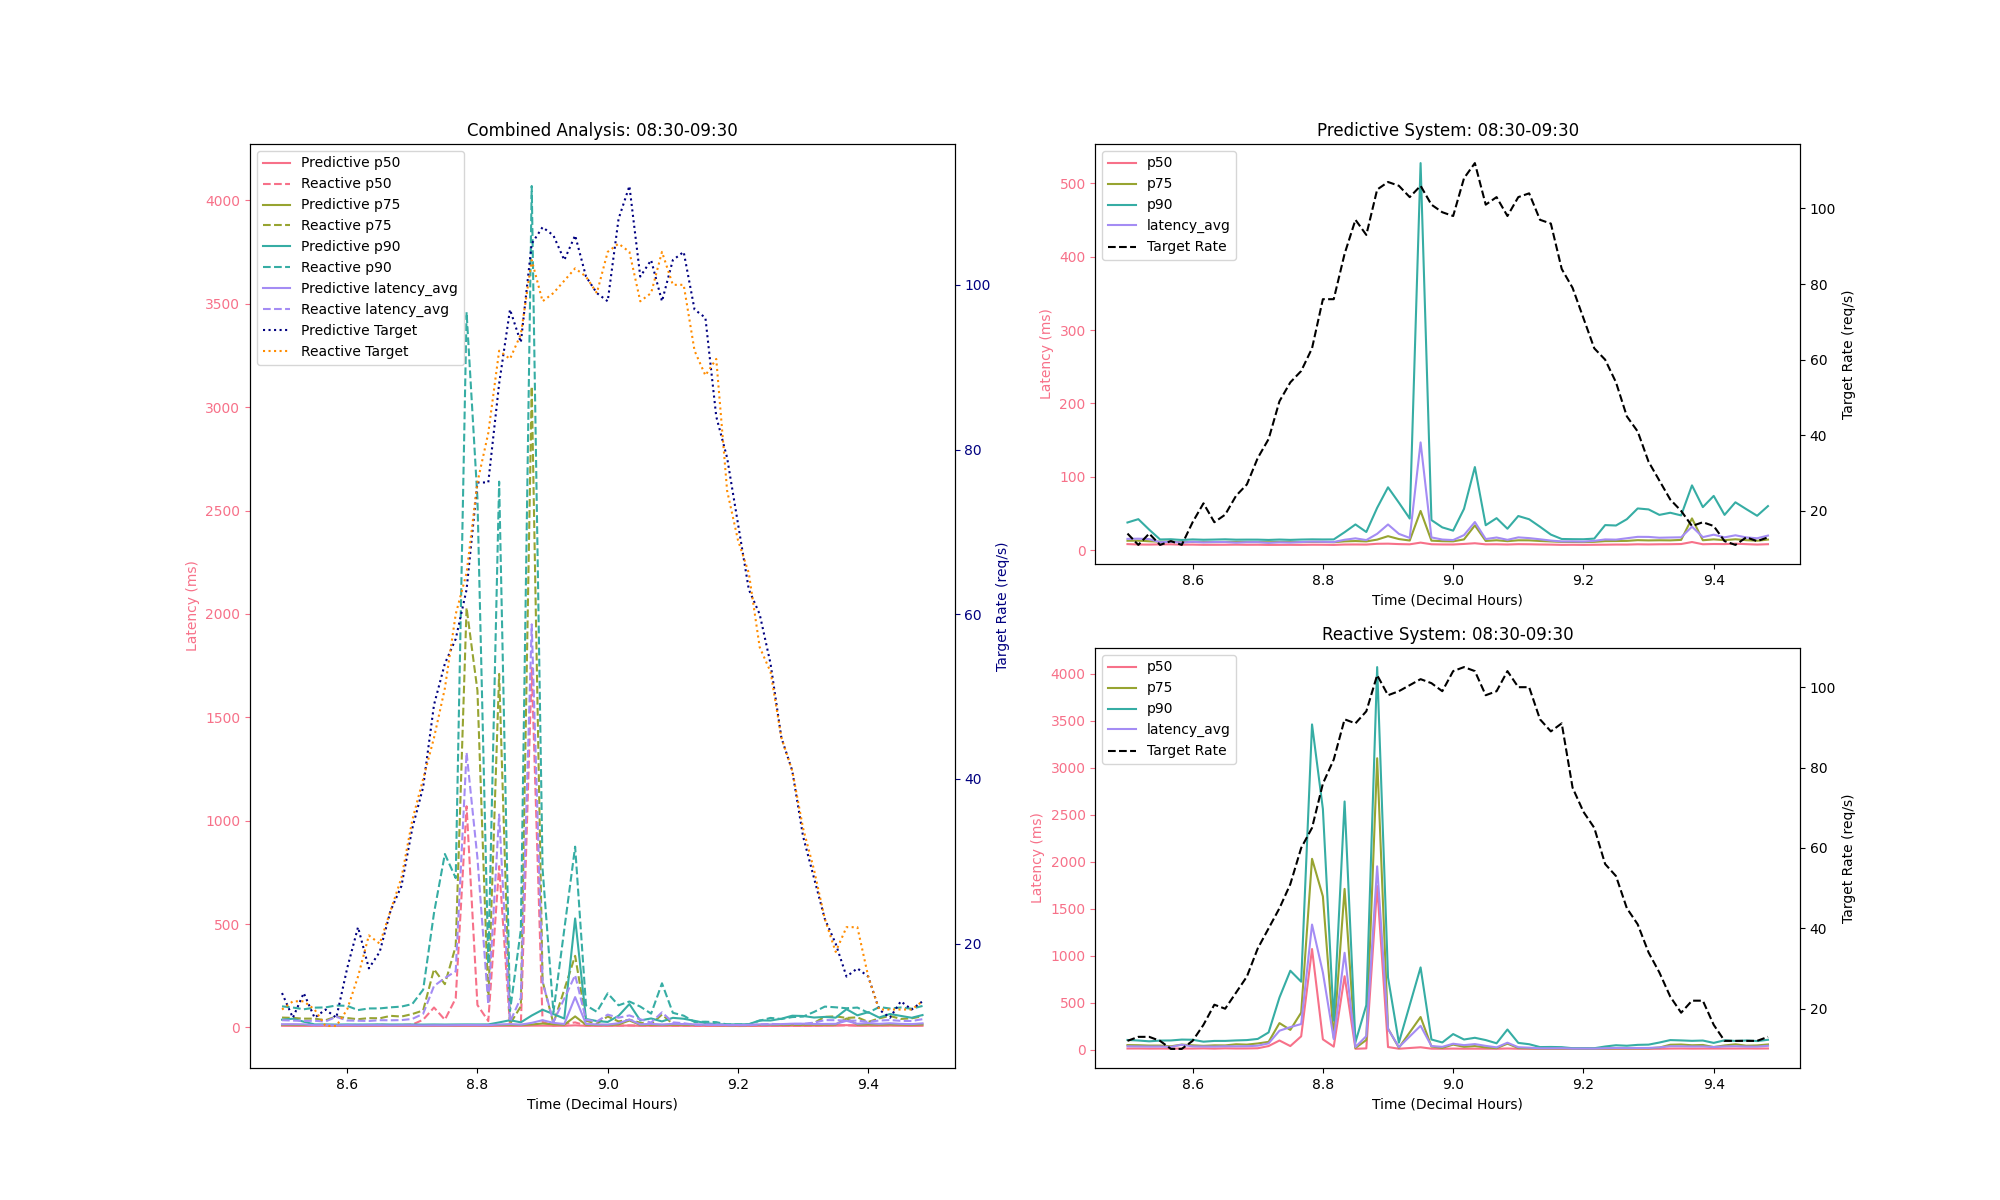 Combined Analysis: 08:30-09:30
Predictive p50
Reactive p50
Predictive p75
Reactive p75
Predictive p90
Reactive p90
Predictive latency_avg
Reactive latency_avg
Predictive Target
Reactive Target
4000
3500
3000
2500
2000
1500
1000
500
0
Latency (ms)
100
80
60
40
20
Target Rate (req/s)
8.6 8.8 9.0 9.2 9.4
Time (Decimal Hours)
Predictive System: 08:30-09:30
p50
p75
p90
latency_avg
Target Rate
500
400
300
200
100
0
Latency (ms)
100
80
60
40
20
Target Rate (req/s)
8.6 8.8 9.0 9.2 9.4
Time (Decimal Hours)
Reactive System: 08:30-09:30
p50
p75
p90
latency_avg
Target Rate
4000
3500
3000
2500
2000
1500
1000
500
0
Latency (ms)
100
80
60
40
20
Target Rate (req/s)
8.6 8.8 9.0 9.2 9.4
Time (Decimal Hours)